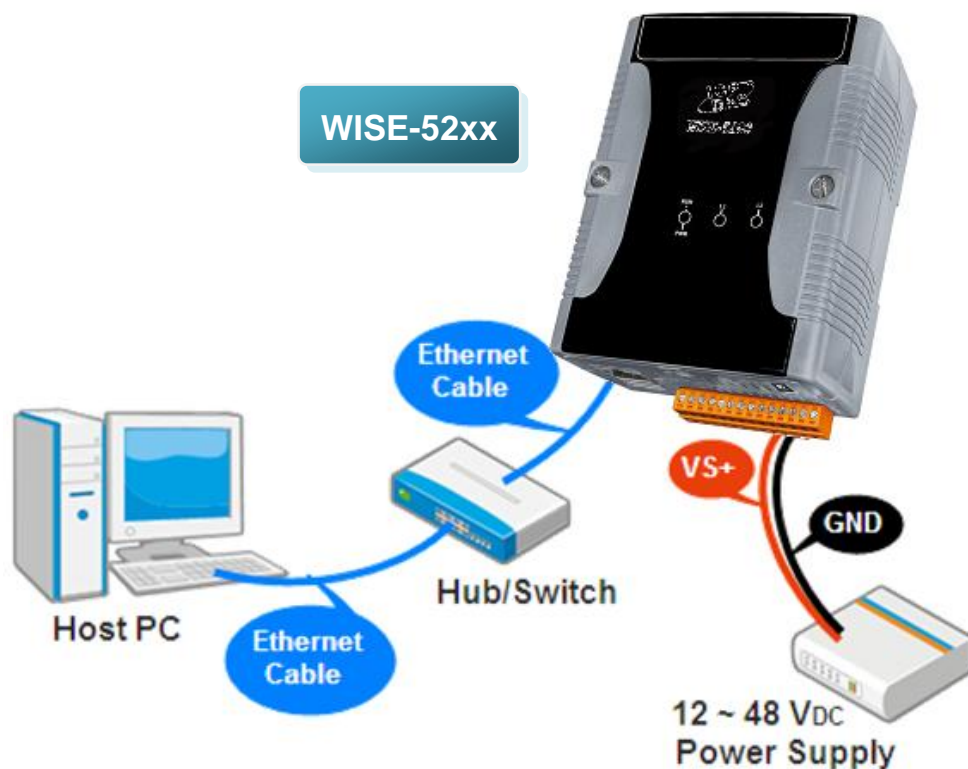 WISE-52xx
Ethernet
Cable
VS+
GND
Hub/Switch
Host PC
Ethernet
Cable
12 ~ 48 VDC
Power Supply